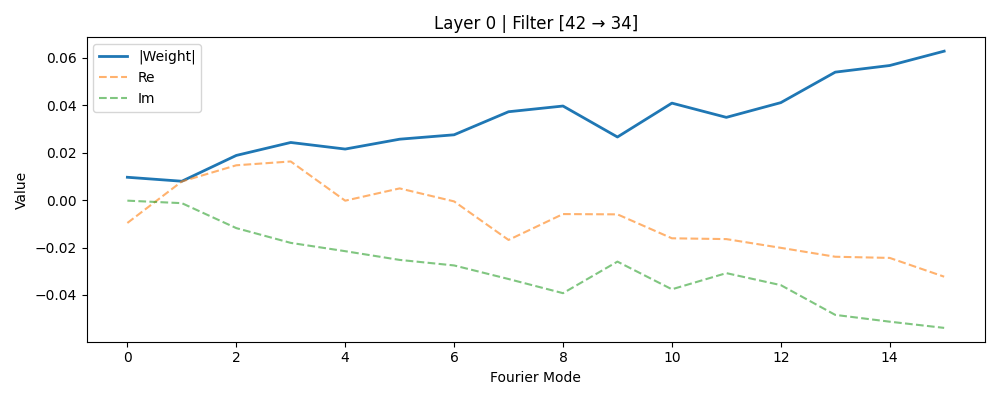 Layer 0 | Filter [42 → 34]
|Weight|
Re
Im
0.06
0.04
0.02
0.00
−0.02
−0.04
Value
0 2 4 6 8 10 12 14
Fourier Mode